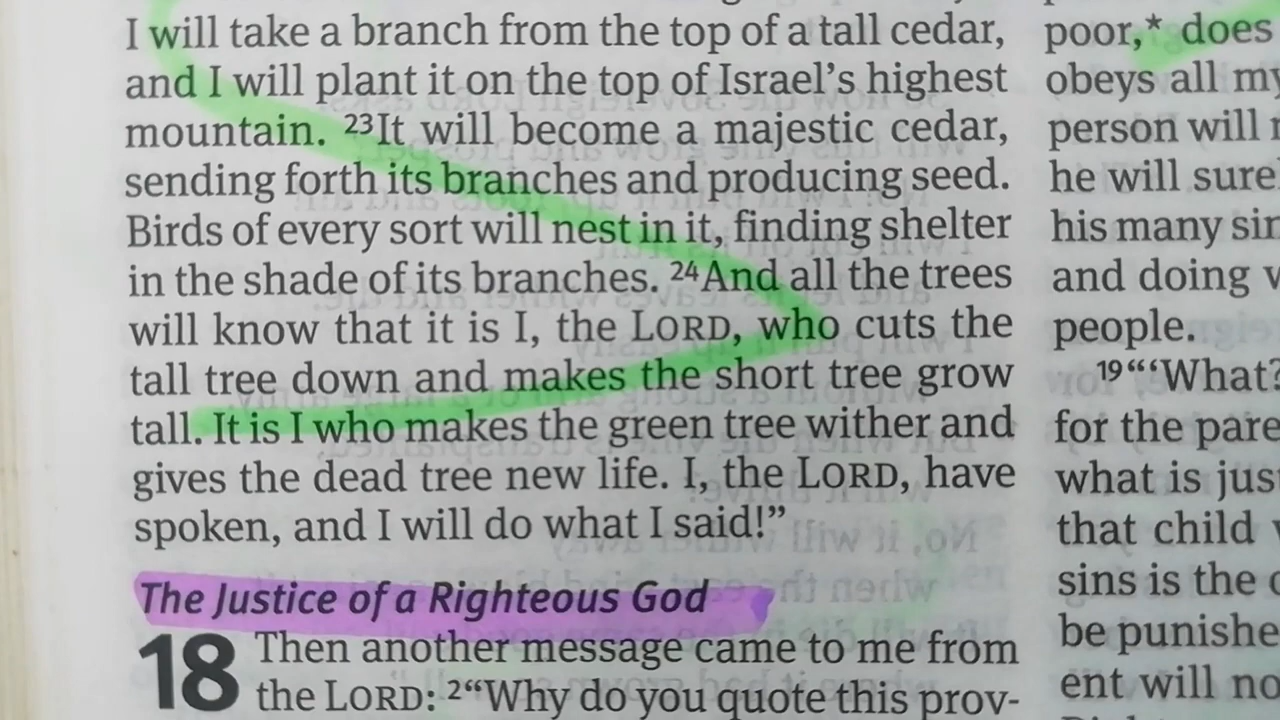 I will take a branch from the top of a tall cedar,
and I will plant it on the top of Israel's highest
mountain. ²³It will become a majestic cedar,
sending forth its branches and producing seed.
Birds of every sort will nest in it, finding shelter
in the shade of its branches. ²⁴And all the trees
will know that it is I, the LORD, who cuts the
tall tree down and makes the short tree grow
tall. It is I who makes the green tree wither and
gives the dead tree new life. I, the LORD, have
spoken, and I will do what I said!”
The Justice of a Righteous God
18 Then another message came to me from
the LORD: ²“Why do you quote this prov-
poor,* does
obeys all my
person will
he will sure
his many
and doing
people.
¹⁹“‘What?
for the pare
what is jus
that child
sins is the
be punishe
ent will no